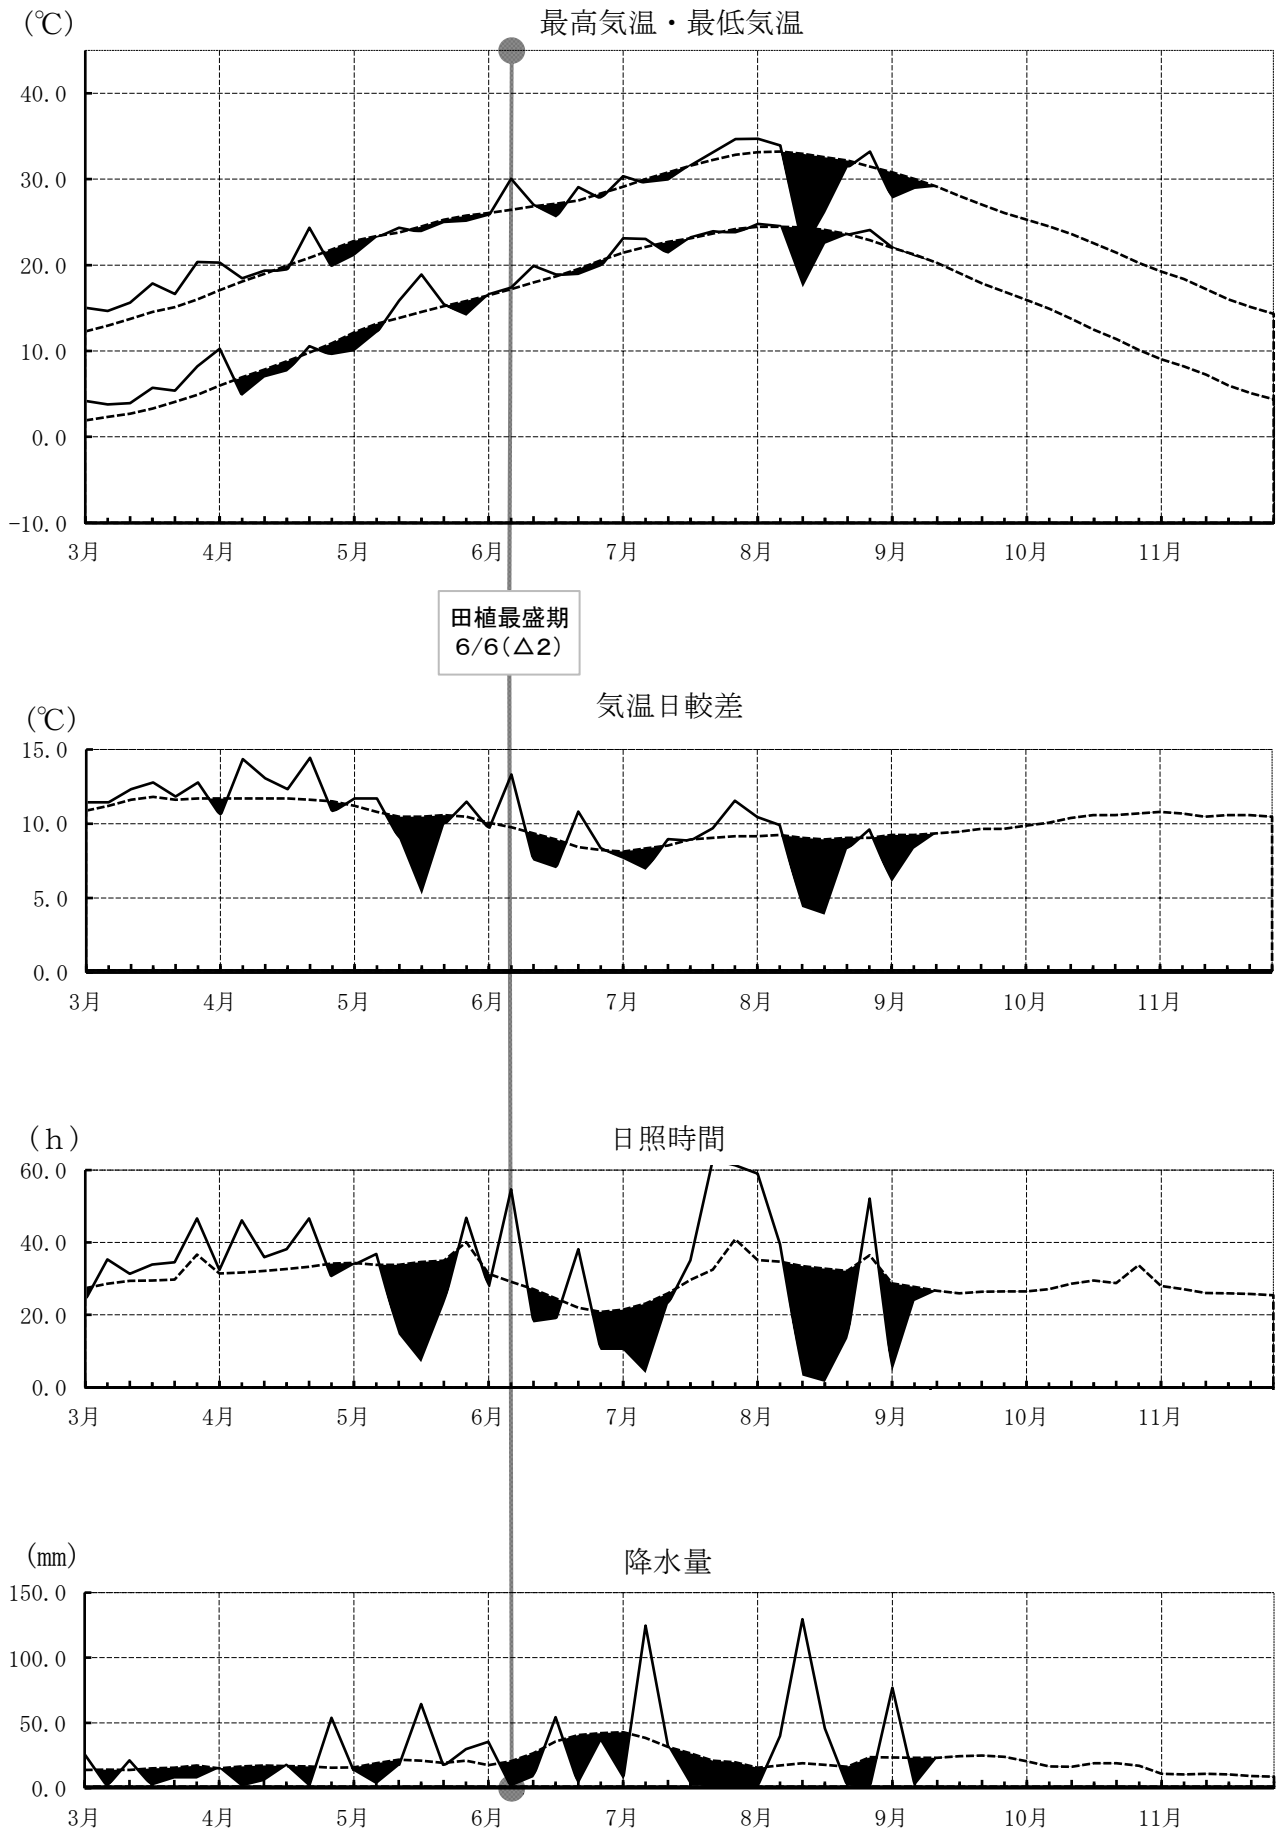 (℃)
最高気温・最低気温
40.0
30.0
20.0
10.0
0.0
-10.0
3月 4月 5月 6月 7月 8月 9月 10月 11月
田植最盛期
6/6(△2)
気温日較差
(℃)
15.0
10.0
5.0
0.0
3月 4月 5月 6月 7月 8月 9月 10月 11月
(ｈ)
日照時間
60.0
40.0
20.0
0.0
3月 4月 5月 6月 7月 8月 9月 10月 11月
(㎜)
降水量
150.0
100.0
50.0
0.0
3月 4月 5月 6月 7月 8月 9月 10月 11月